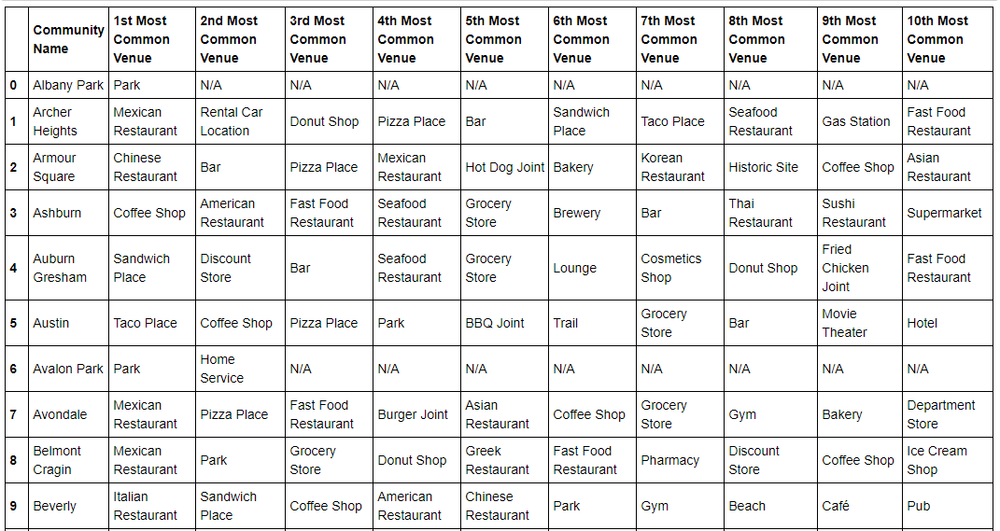 Community Name | 1st Most Common Venue | 2nd Most Common Venue | 3rd Most Common Venue | 4th Most Common Venue | 5th Most Common Venue | 6th Most Common Venue | 7th Most Common Venue | 8th Most Common Venue | 9th Most Common Venue | 10th Most Common Venue
0 | Albany Park | Park | N/A | N/A | N/A | N/A | N/A | N/A | N/A | N/A | N/A
1 | Archer Heights | Mexican Restaurant | Rental Car Location | Donut Shop | Pizza Place | Bar | Sandwich Place | Taco Place | Seafood Restaurant | Gas Station | Fast Food Restaurant
2 | Armour Square | Chinese Restaurant | Bar | Pizza Place | Mexican Restaurant | Hot Dog Joint | Bakery | Korean Restaurant | Historic Site | Coffee Shop | Asian Restaurant
3 | Ashburn | Coffee Shop | American Restaurant | Fast Food Restaurant | Seafood Restaurant | Grocery Store | Brewery | Bar | Thai Restaurant | Sushi Restaurant | Supermarket
4 | Auburn Gresham | Sandwich Place | Discount Store | Bar | Seafood Restaurant | Grocery Store | Lounge | Cosmetics Shop | Donut Shop | Fried Chicken Joint | Fast Food Restaurant
5 | Austin | Taco Place | Coffee Shop | Pizza Place | Park | BBQ Joint | Trail | Grocery Store | Bar | Movie Theater | Hotel
6 | Avalon Park | Park | Home Service | N/A | N/A | N/A | N/A | N/A | N/A | N/A | N/A
7 | Avondale | Mexican Restaurant | Pizza Place | Fast Food Restaurant | Burger Joint | Asian Restaurant | Coffee Shop | Grocery Store | Gym | Bakery | Department Store
8 | Belmont Cragin | Mexican Restaurant | Park | Grocery Store | Donut Shop | Greek Restaurant | Fast Food Restaurant | Pharmacy | Discount Store | Coffee Shop | Ice Cream Shop
9 | Beverly | Italian Restaurant | Sandwich Place | Coffee Shop | American Restaurant | Chinese Restaurant | Park | Gym | Beach | Café | Pub